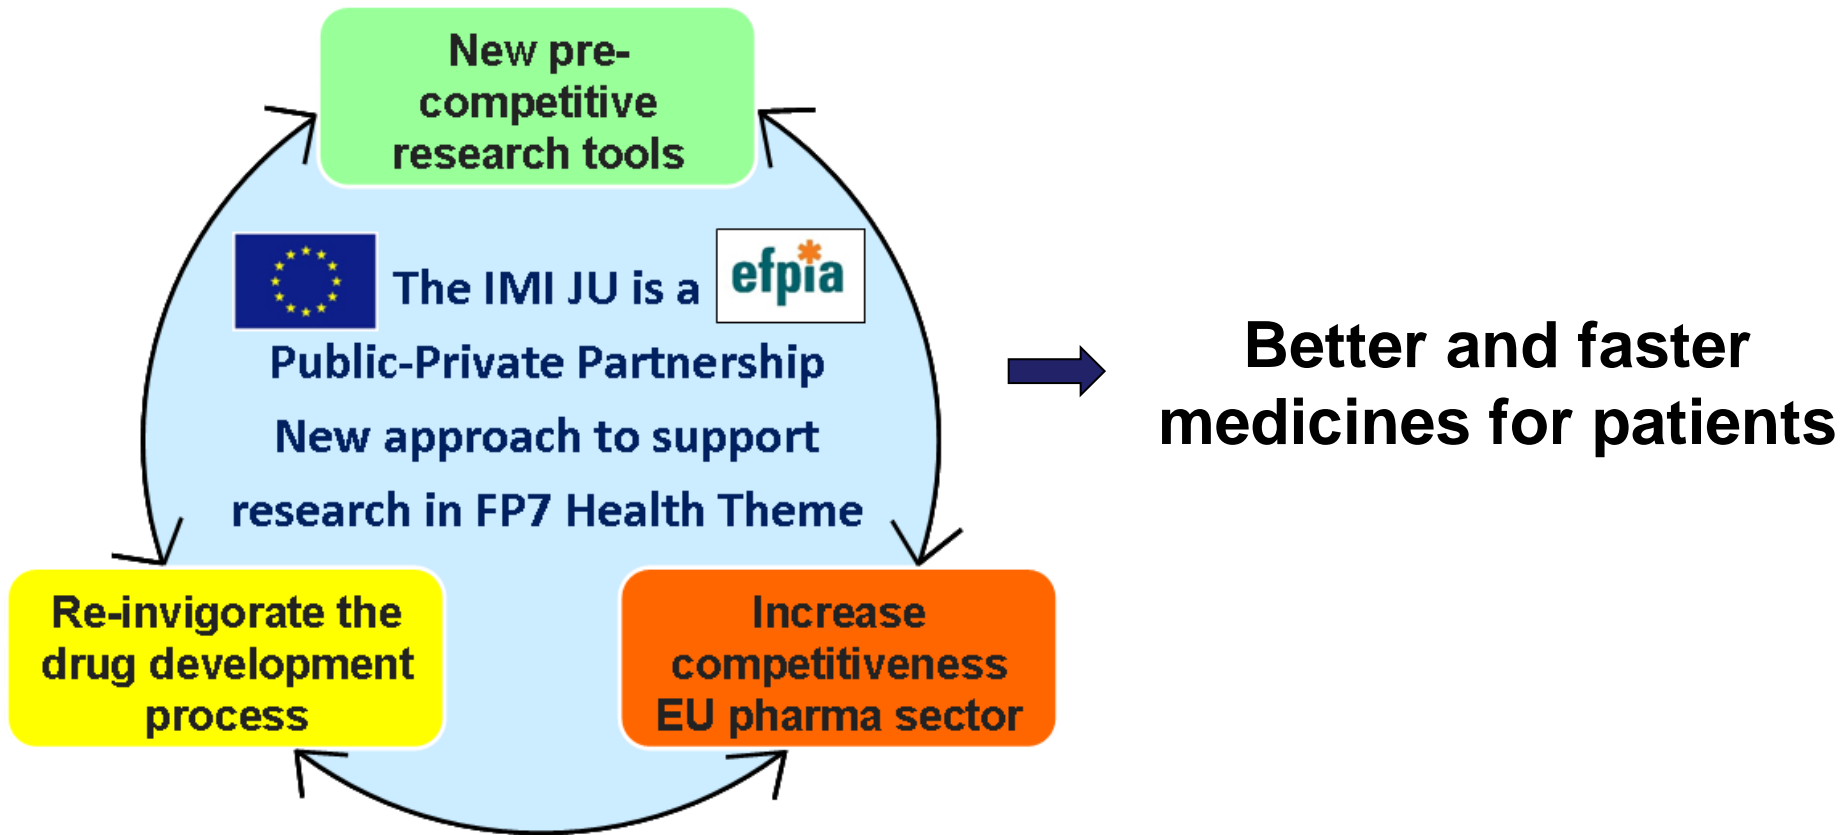 New pre-
competitive
research tools
efpia
The IMI JU is a
Public-Private Partnership
New approach to support
research in FP7 Health Theme
Better and faster
medicines for patients
Re-invigorate the
drug development
process
Increase
competitiveness
EU pharma sector